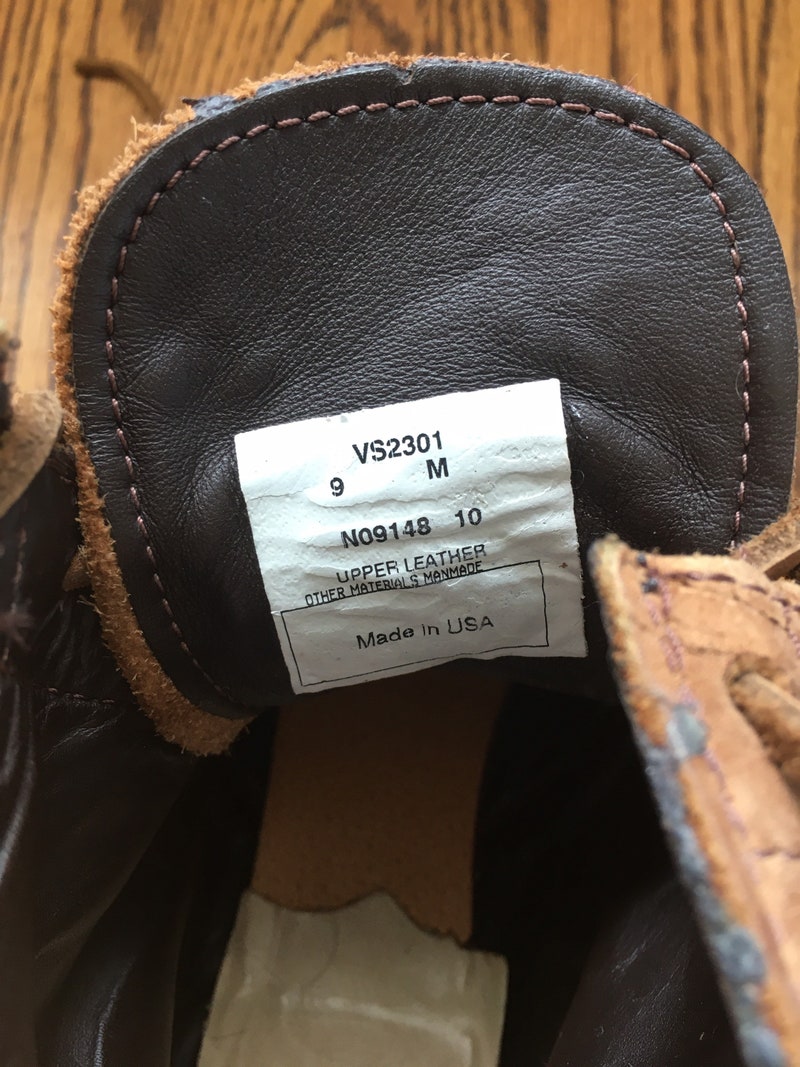 VS2301
9 M
N09148 10
UPPER LEATHER
OTHER MATERIALS MANMADE
Made in USA